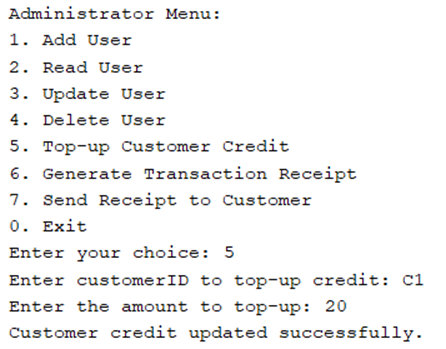 Administrator Menu:
1. Add User
2. Read User
3. Update User
4. Delete User
5. Top-up Customer Credit
6. Generate Transaction Receipt
7. Send Receipt to Customer
0. Exit
Enter your choice: 5
Enter customerID to top-up credit: C1
Enter the amount to top-up: 20
Customer credit updated successfully.